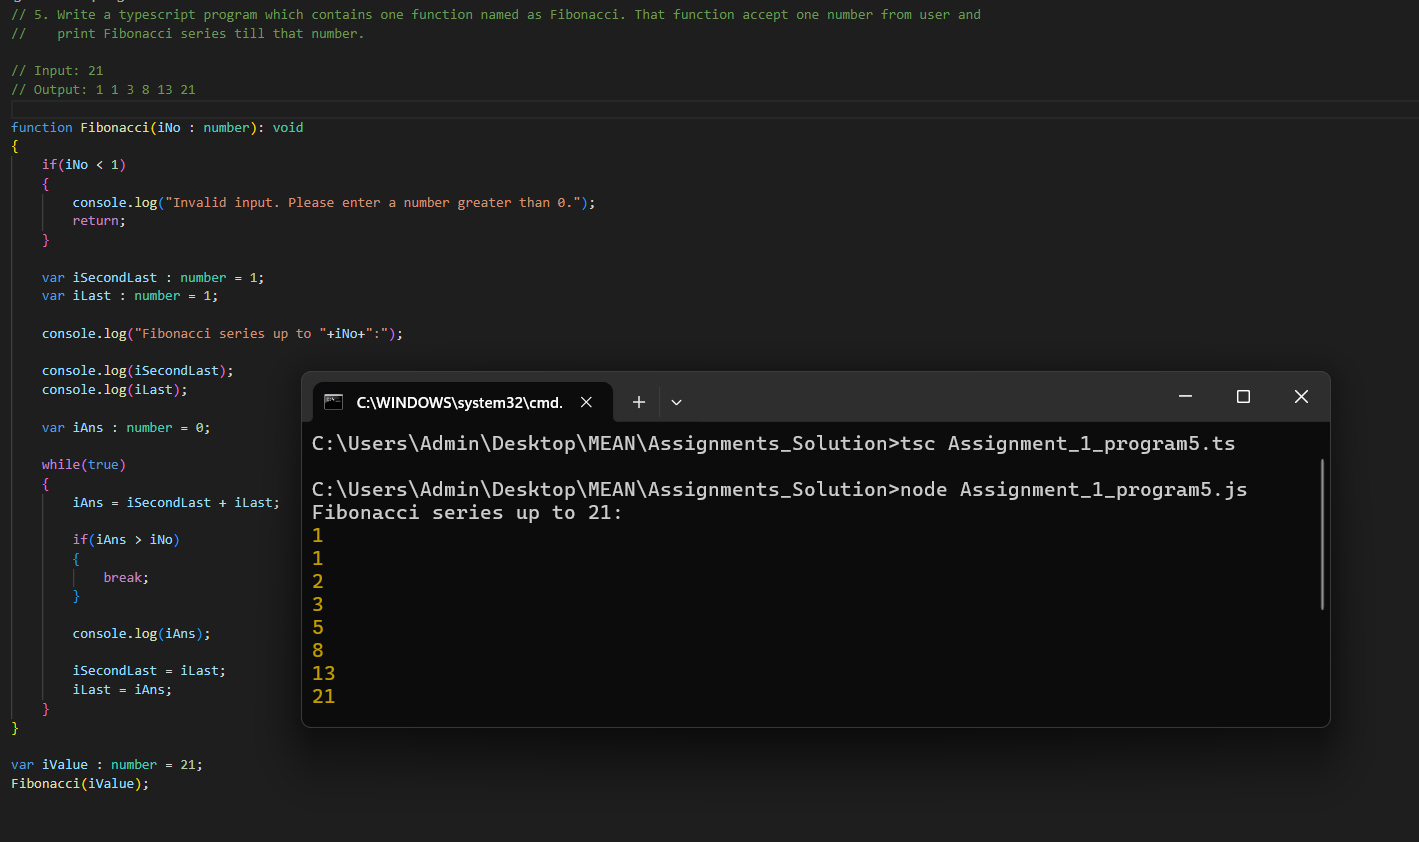 // 5. Write a typescript program which contains one function named as Fibonacci. That function accept one number from user and
//    print Fibonacci series till that number.
// Input: 21
// Output: 1 1 3 8 13 21
function Fibonacci(iNo : number): void
{
    if(iNo < 1)
    {
        console.log("Invalid input. Please enter a number greater than 0.");
        return;
    }
    var iSecondLast : number = 1;
    var iLast : number = 1;
    console.log("Fibonacci series up to "+iNo+":");
    console.log(iSecondLast);
    console.log(iLast);
    var iAns : number = 0;
    while(true)
    {
        iAns = iSecondLast + iLast;
        if(iAns > iNo)
        {
            break;
        }
        console.log(iAns);
        iSecondLast = iLast;
        iLast = iAns;
    }
}
var iValue : number = 21;
Fibonacci(iValue);
C:\WINDOWS\system32\cmd.
C:\Users\Admin\Desktop\MEAN\Assignments_Solution>tsc Assignment_1_program5.ts
C:\Users\Admin\Desktop\MEAN\Assignments_Solution>node Assignment_1_program5.js
Fibonacci series up to 21:
1
1
2
3
5
8
13
21